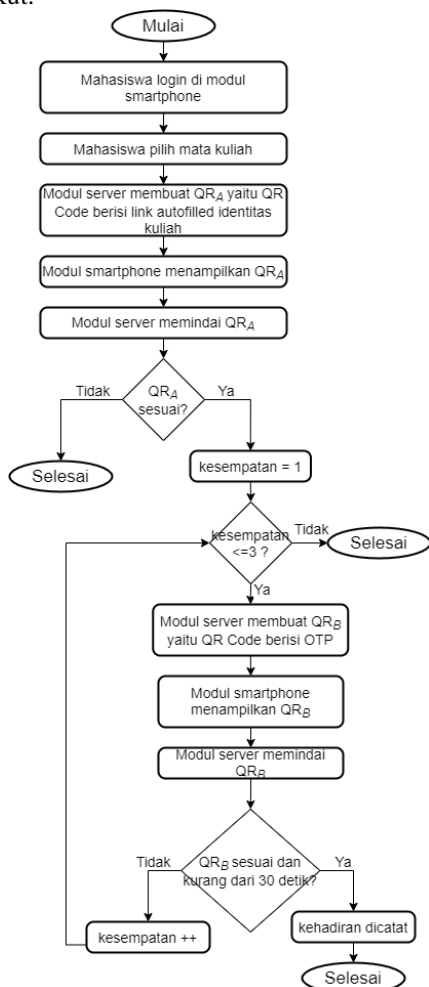 Mulai
Mahasiswa login di modul
smartphone
Mahasiswa pilih mata kuliah
Modul server membuat QRA yaitu QR
Code berisi link autofilled identitas
kuliah
Modul smartphone menampilkan QRA
Modul server memindai QRA
QRA
sesuai?
Tidak
Ya
Selesai
kesempatan = 1
kesempatan
<=3 ?
Tidak
Selesai
Ya
Modul server membuat QRB
yaitu QR Code berisi OTP
Modul smartphone
menampilkan QRB
Modul server memindai
QRB
QRB sesuai dan
kurang dari 30 detik?
Tidak
Ya
kesempatan ++
kehadiran dicatat
Selesai